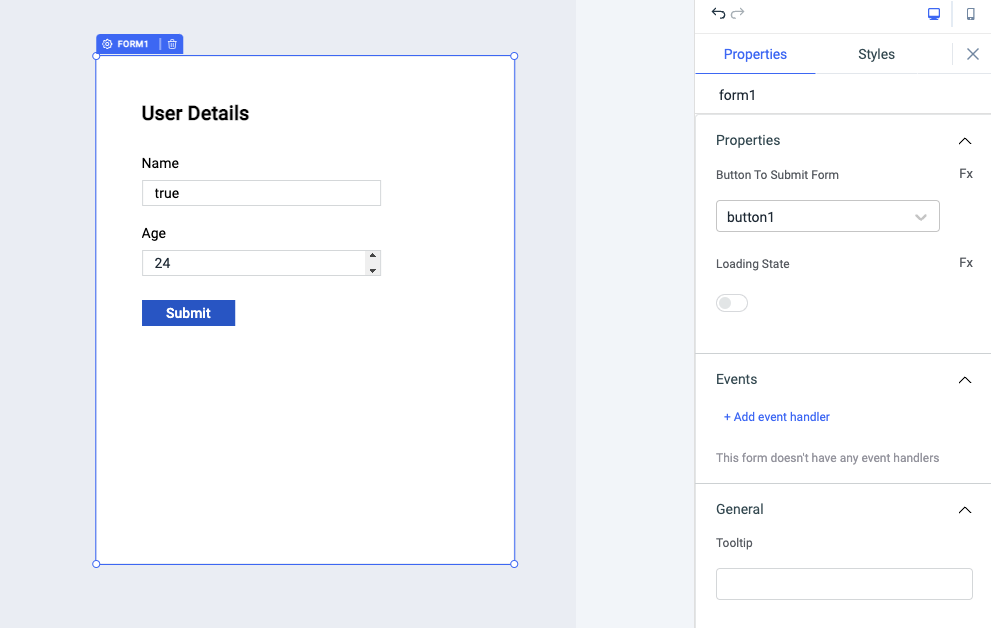 FORM1
User Details
Name
true
Age
24
Submit
Properties
Styles
form1
Properties
Button To Submit Form
Fx
button1
Loading State
Fx
Events
+ Add event handler
This form doesn't have any event handlers
General
Tooltip